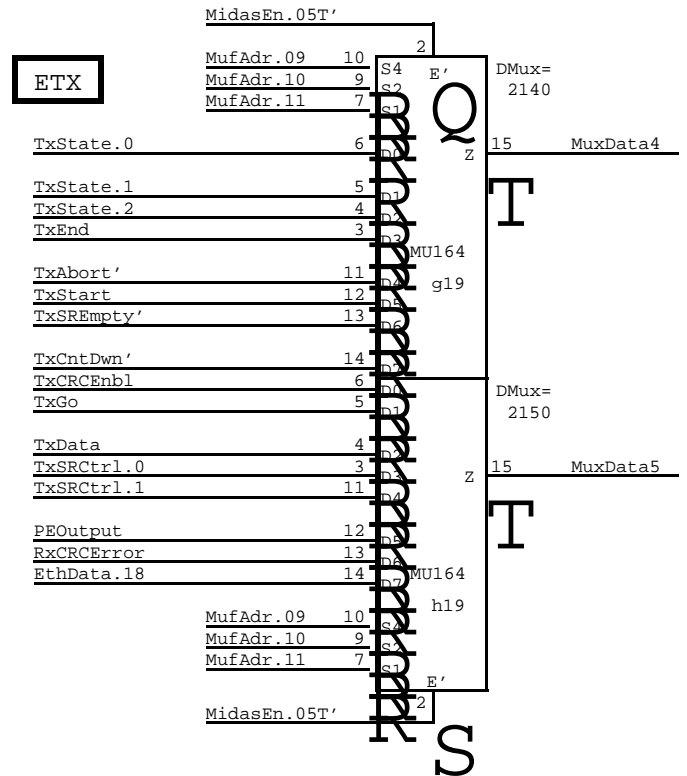 MidasEn.05T'
2
MufAdr.09 10 S4 E' DMux=
ETX MufAdr.10 9 S2 Q 2140
MufAdr.11 7 S1
TxState.0 6 D0 Z 15 MuxData4
TxState.1 5 D1 T
TxState.2 4 D2
TxEnd 3 D3
MU164
TxAbort' 11 D4 g19
TxStart 12 D5
TxSREmpty' 13 D6
TxCntDwn' 14 D7
TxCRCEnbl 6 D0 DMux=
TxGo 5 D1 2150
TxData 4 D2
TxSRCtrl.0 3 D3 Z 15 MuxData5
TxSRCtrl.1 11 D4
PEOutput 12 D5 T
RxCRCError 13 D6
EthData.18 14 D7 MU164
h19
MufAdr.09 10 S4
MufAdr.10 9 S2
MufAdr.11 7 S1
E'
2
MidasEn.05T'
S